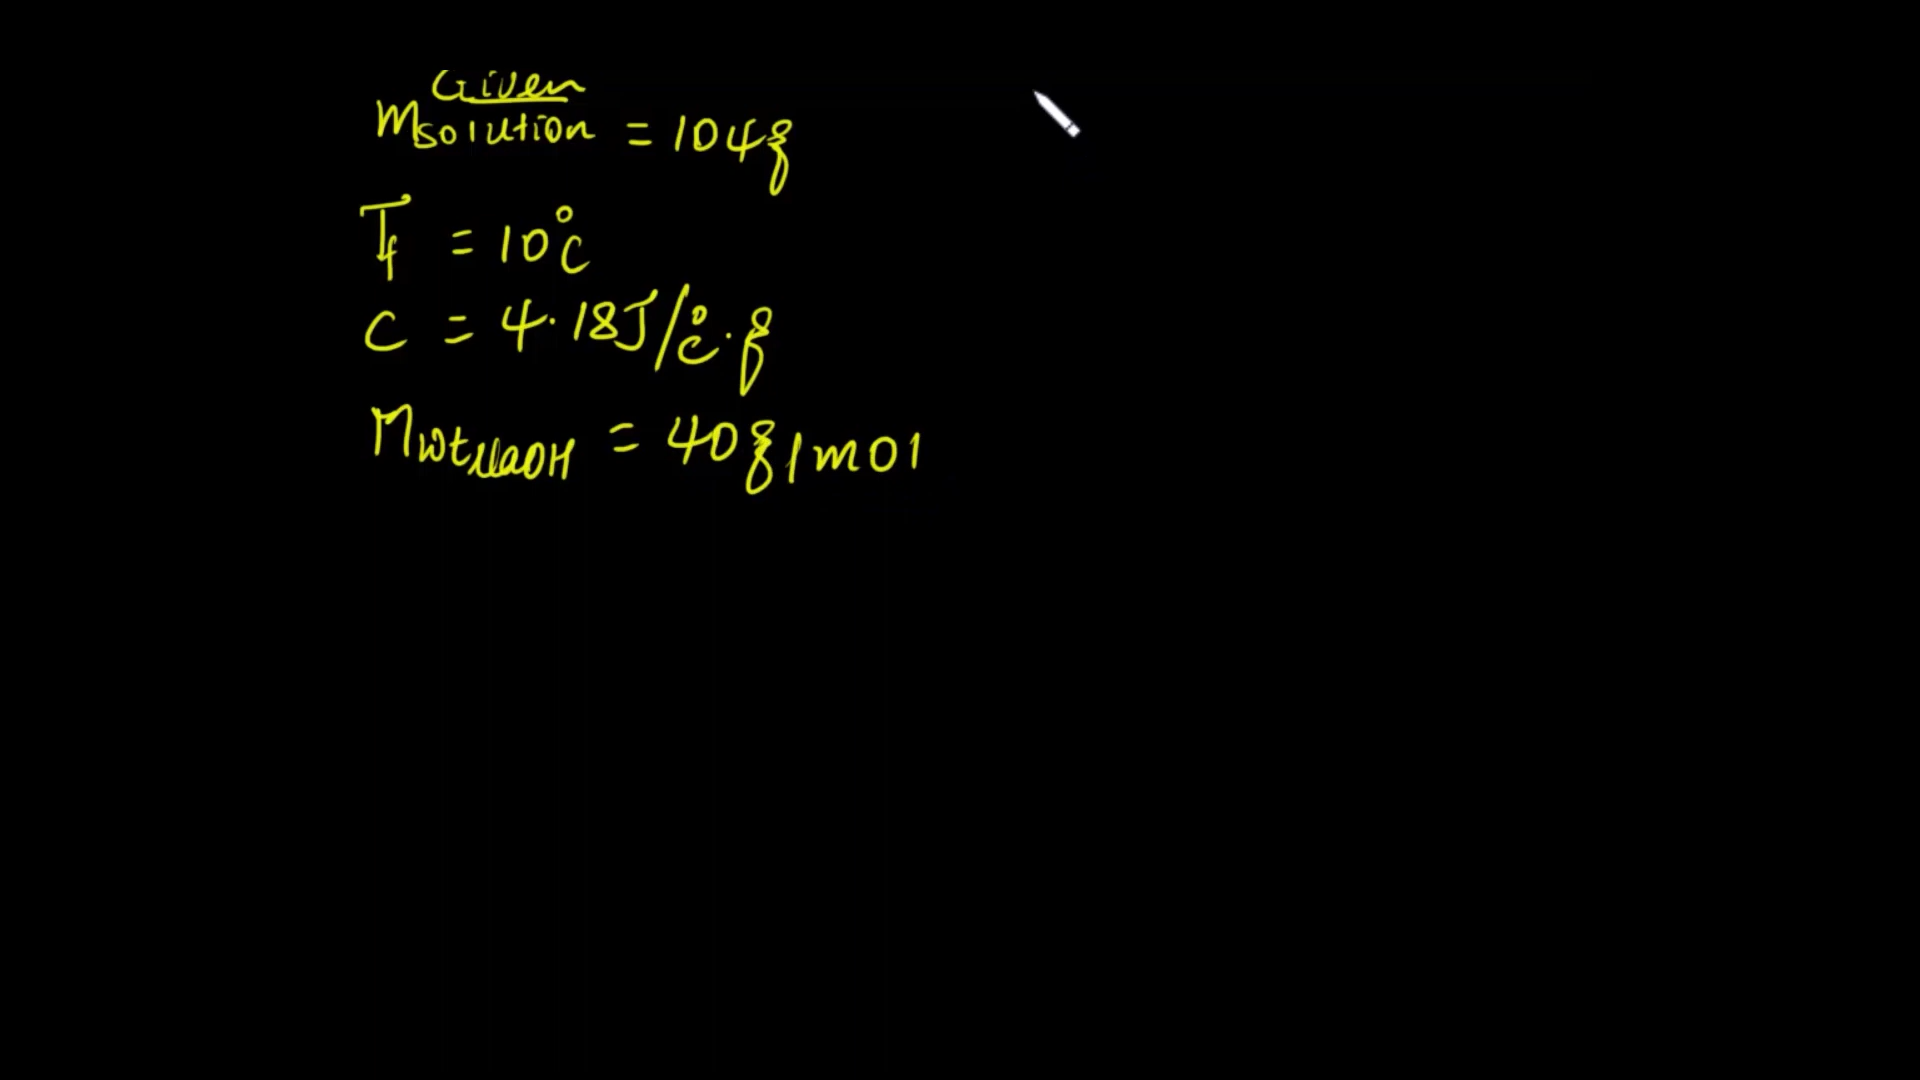 Given
msolution = 104g
Tf = 10°C
C = 4.18J/°C.g
MwtNaOH = 40g/mol